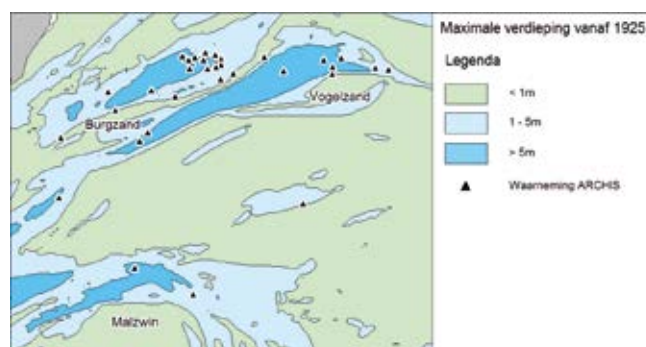 Maximale verdieping vanaf 1925
Legenda
< 1m
1 - 5m
> 5m
Waarneming ARCHIS
Burgzand
Vogelzand
Malzwin